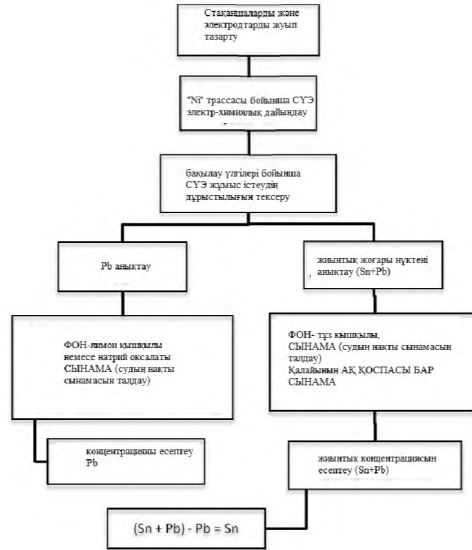 Стақаншаларды және
электродтарды жуып
тазарту
"Ni" трассасы бойынша СҮЭ
электр-химиялық дайындау
бақылау үлгілері бойынша
СҮЭ жұмыс істеудің
дұрыстылығын тексеру
Pb анықтау
жиынтық жоғары нүктені
анықтау (Sn+Pb)
ФОН-лимон қышқылы
немесе натрий оксалаты
СЫНАМА (судың нақты
сынамасын талдау)
ФОН- тұз қышқылы,
СЫНАМА (судың нақты сынамасын
талдау)
Қалайының АҚ ҚОСПАСЫ БАР
СЫНАМА
концентрацияны есептеу
Pb
жиынтық концентрациясын
есептеу (Sn+Pb)
(Sn + Pb) - Pb = Sn